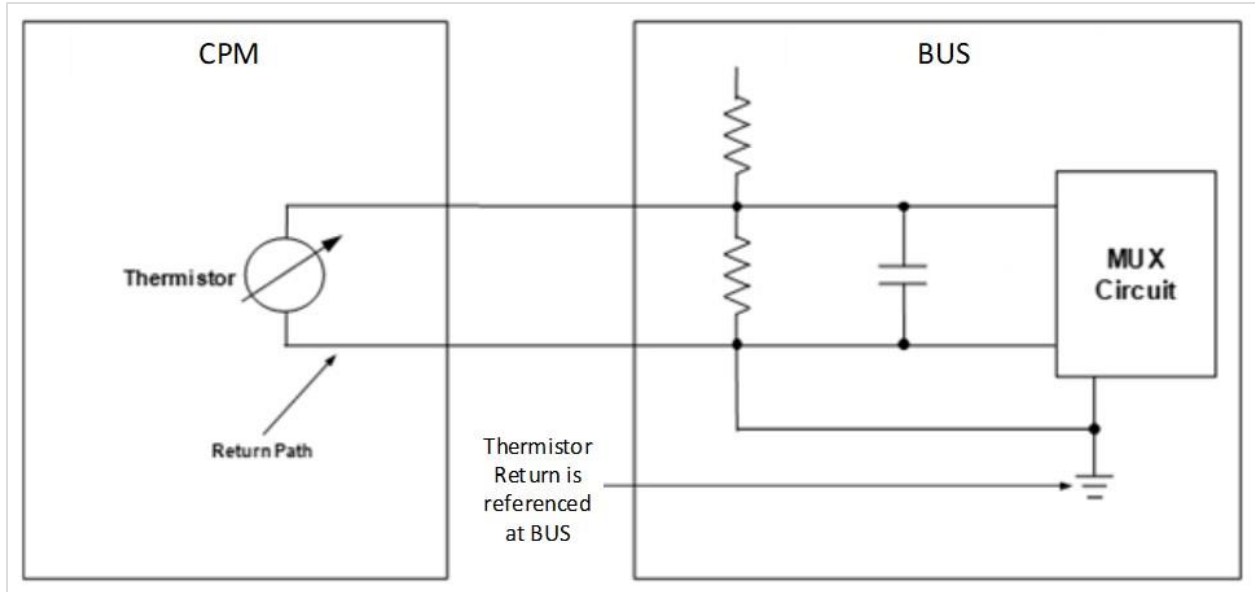 CPM
BUS
Thermistor
MUX
Circuit
Return Path
Thermistor
Return is
referenced
at BUS